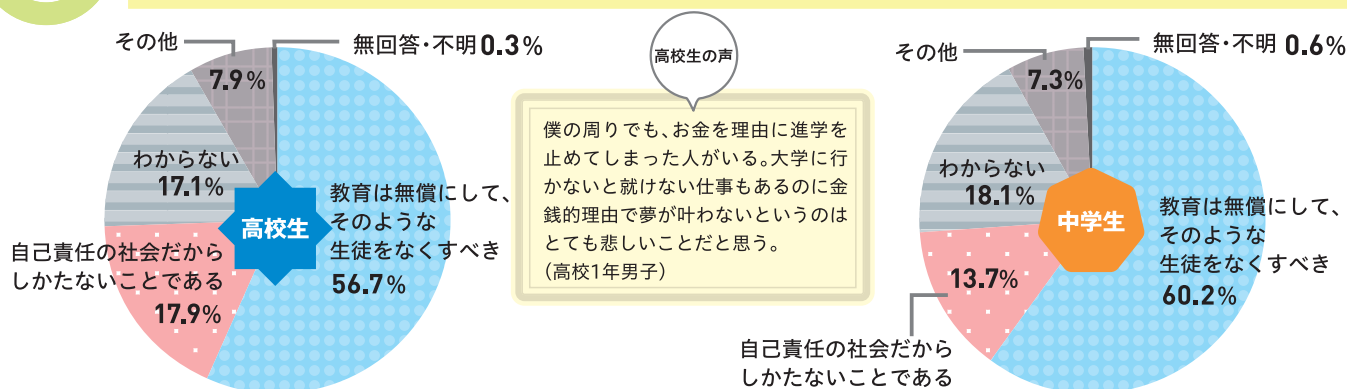 その他
無回答・不明 0.3%
7.9%
わからない
17.1%
高校生
教育は無償にして、
そのような
生徒をなくすべき
56.7%
自己責任の社会だから
しかたないことである
17.9%
高校生の声
僕の周りでも、お金を理由に進学を
止めてしまった人がいる。大学に行
かないと就けない仕事もあるのに金
銭的理由で夢が叶わないというのは
とても悲しいことだと思う。
(高校1年男子)
その他
無回答・不明 0.6%
7.3%
わからない
18.1%
中学生
教育は無償にして、
そのような
生徒をなくすべき
60.2%
13.7%
自己責任の社会だから
しかたないことである